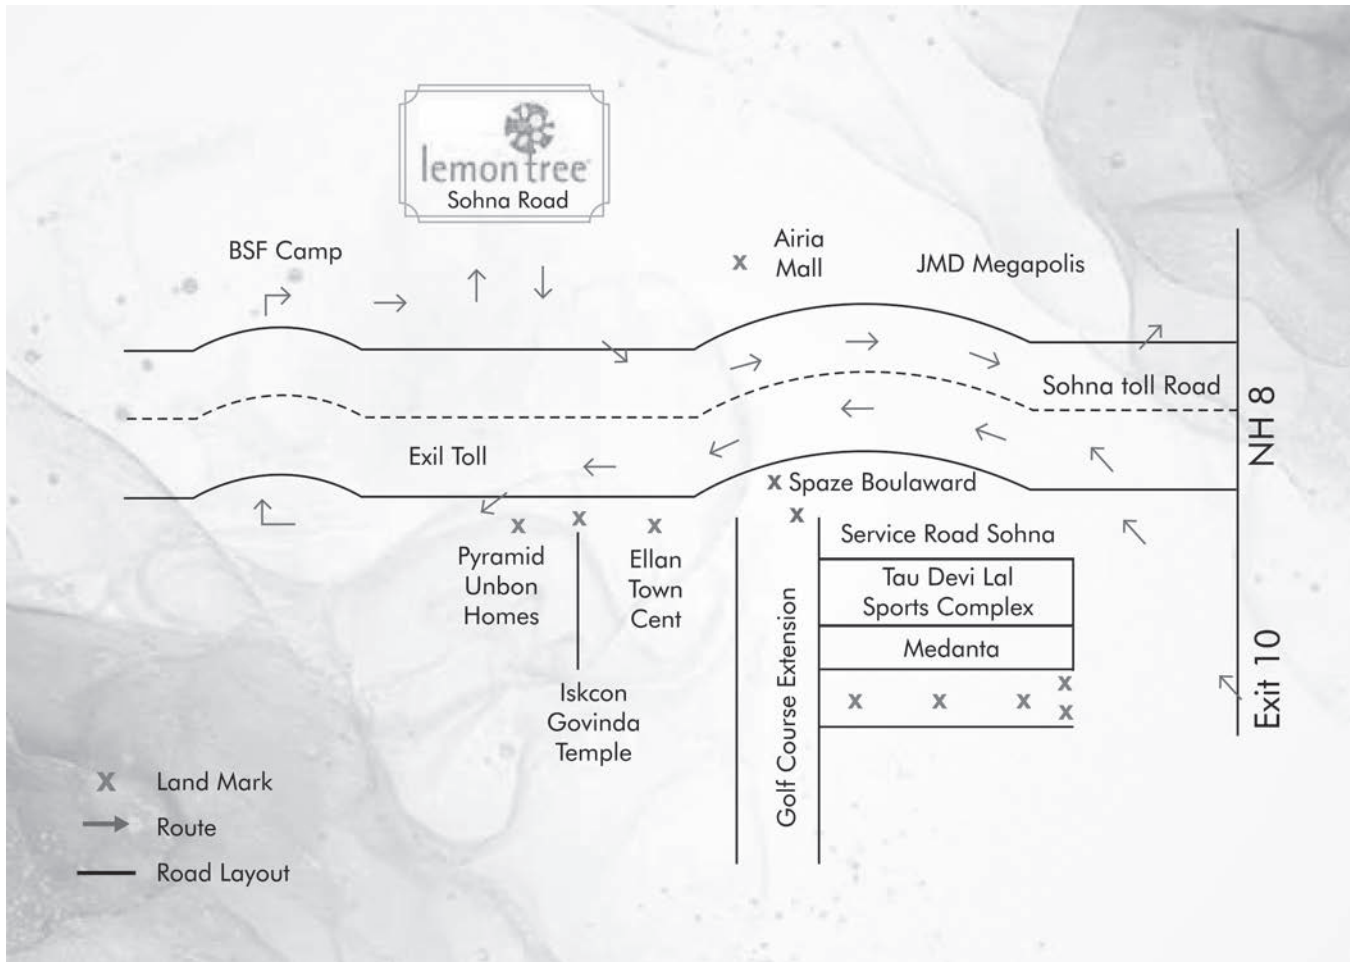 lemon tree
Sohna Road
BSF Camp
x
Airia
Mall
JMD Megapolis
Sohna toll Road
NH 8
Exil Toll
x Spaze Boulaward
x
x
x
x
Pyramid
Unbon
Homes
Ellan
Town
Cent
Iskcon
Govinda
Temple
Golf Course Extension
Service Road Sohna
Tau Devi Lal
Sports Complex
Medanta
x
x
x
x
x
Exit 10
x Land Mark
Route
Road Layout